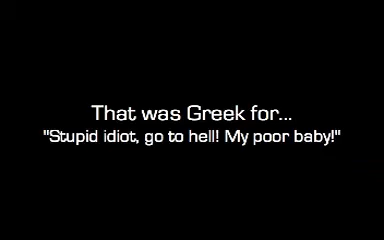 That was Greek for...
"Stupid idiot, go to hell! My poor baby!"